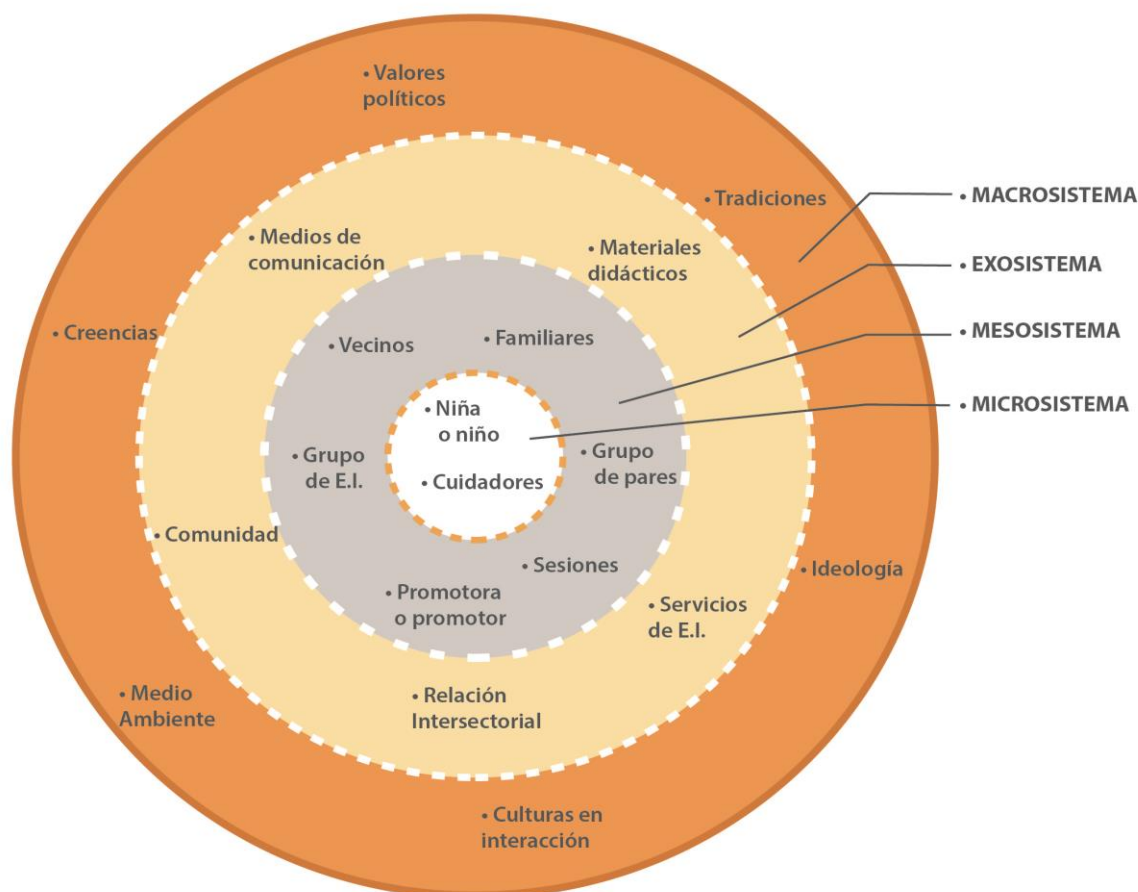 • Valores
políticos
• Tradiciones
• MACROSISTEMA
• Medios de
comunicación
• Materiales
didácticos
• EXOSISTEMA
• Creencias
• Vecinos
• Familiares
• MESOSISTEMA
• Niña
o niño
• MICROSISTEMA
• Grupo
de E.I.
• Cuidadores
• Grupo
de pares
• Comunidad
• Sesiones
• Ideología
• Promotora
o promotor
• Servicios
de E.I.
• Medio
Ambiente
• Relación
Intersectorial
• Culturas en
interacción